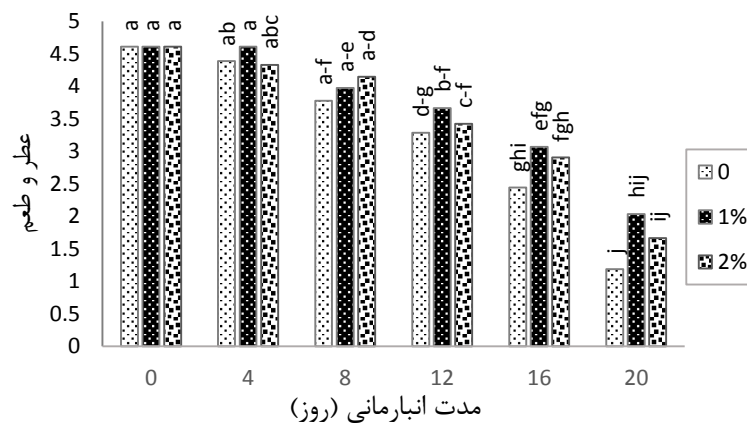 5
4.5
4
3.5
3
2.5
2
1.5
1
0.5
0
عطر و طعم
a a a
ab a abc
a-f a-e a-d
d-g b-f c-f
ghi efg fgh
j hij ij
0 4 8 12 16 20
مدت انبارمانی (روز)
0
1%
2%